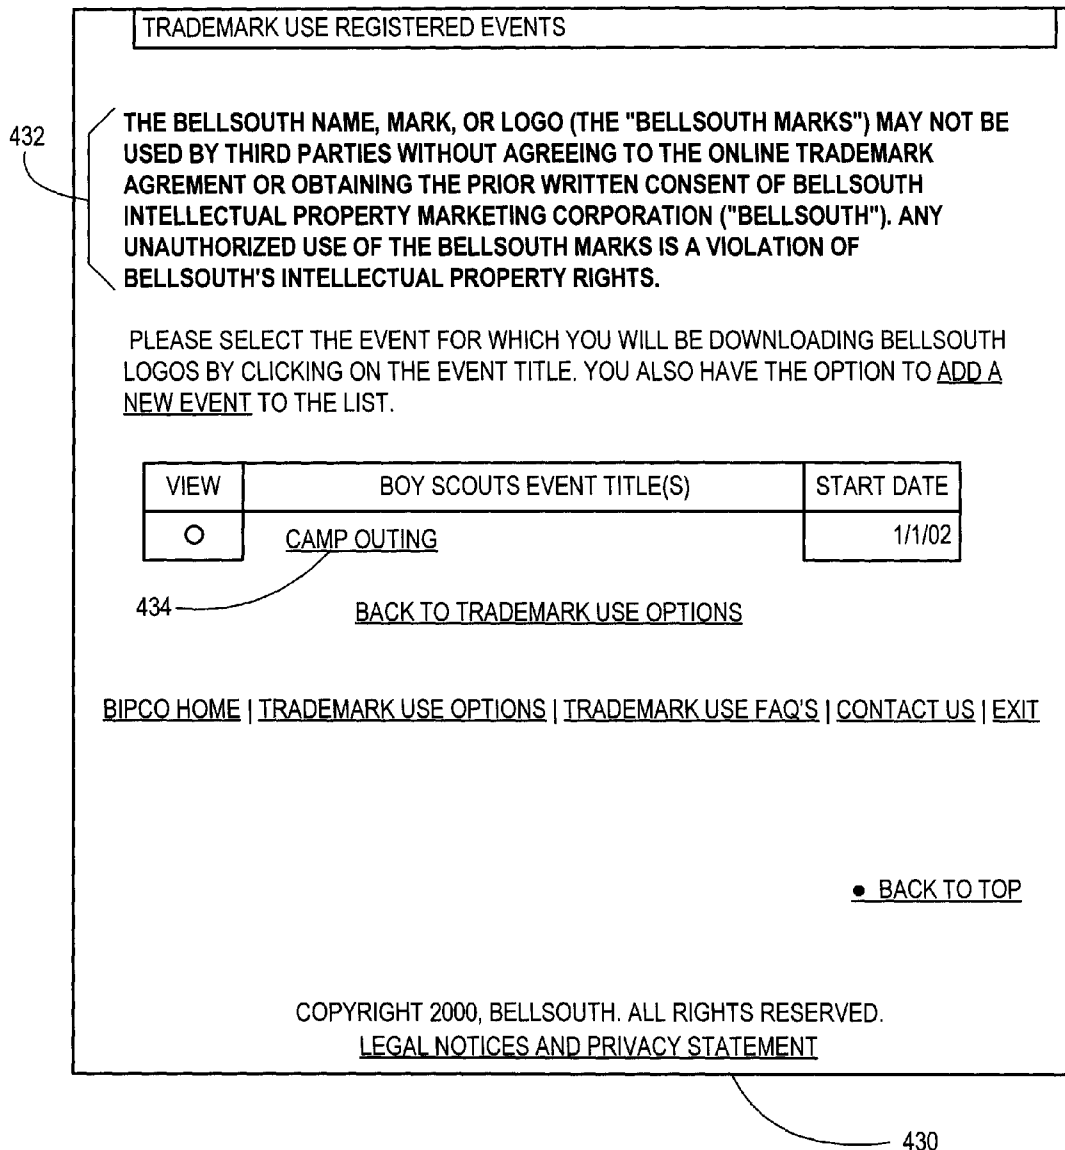 TRADEMARK USE REGISTERED EVENTS
432
THE BELLSOUTH NAME, MARK, OR LOGO (THE "BELLSOUTH MARKS") MAY NOT BE
USED BY THIRD PARTIES WITHOUT AGREEING TO THE ONLINE TRADEMARK
AGREMENT OR OBTAINING THE PRIOR WRITTEN CONSENT OF BELLSOUTH
INTELLECTUAL PROPERTY MARKETING CORPORATION ("BELLSOUTH"). ANY
UNAUTHORIZED USE OF THE BELLSOUTH MARKS IS A VIOLATION OF
BELLSOUTH'S INTELLECTUAL PROPERTY RIGHTS.
PLEASE SELECT THE EVENT FOR WHICH YOU WILL BE DOWNLOADING BELLSOUTH
LOGOS BY CLICKING ON THE EVENT TITLE. YOU ALSO HAVE THE OPTION TO ADD A
NEW EVENT TO THE LIST.
VIEW BOY SCOUTS EVENT TITLE(S) START DATE
CAMP OUTING 1/1/02
434
BACK TO TRADEMARK USE OPTIONS
BIPCO HOME | TRADEMARK USE OPTIONS | TRADEMARK USE FAQ'S | CONTACT US | EXIT
• BACK TO TOP
COPYRIGHT 2000, BELLSOUTH. ALL RIGHTS RESERVED.
LEGAL NOTICES AND PRIVACY STATEMENT
430